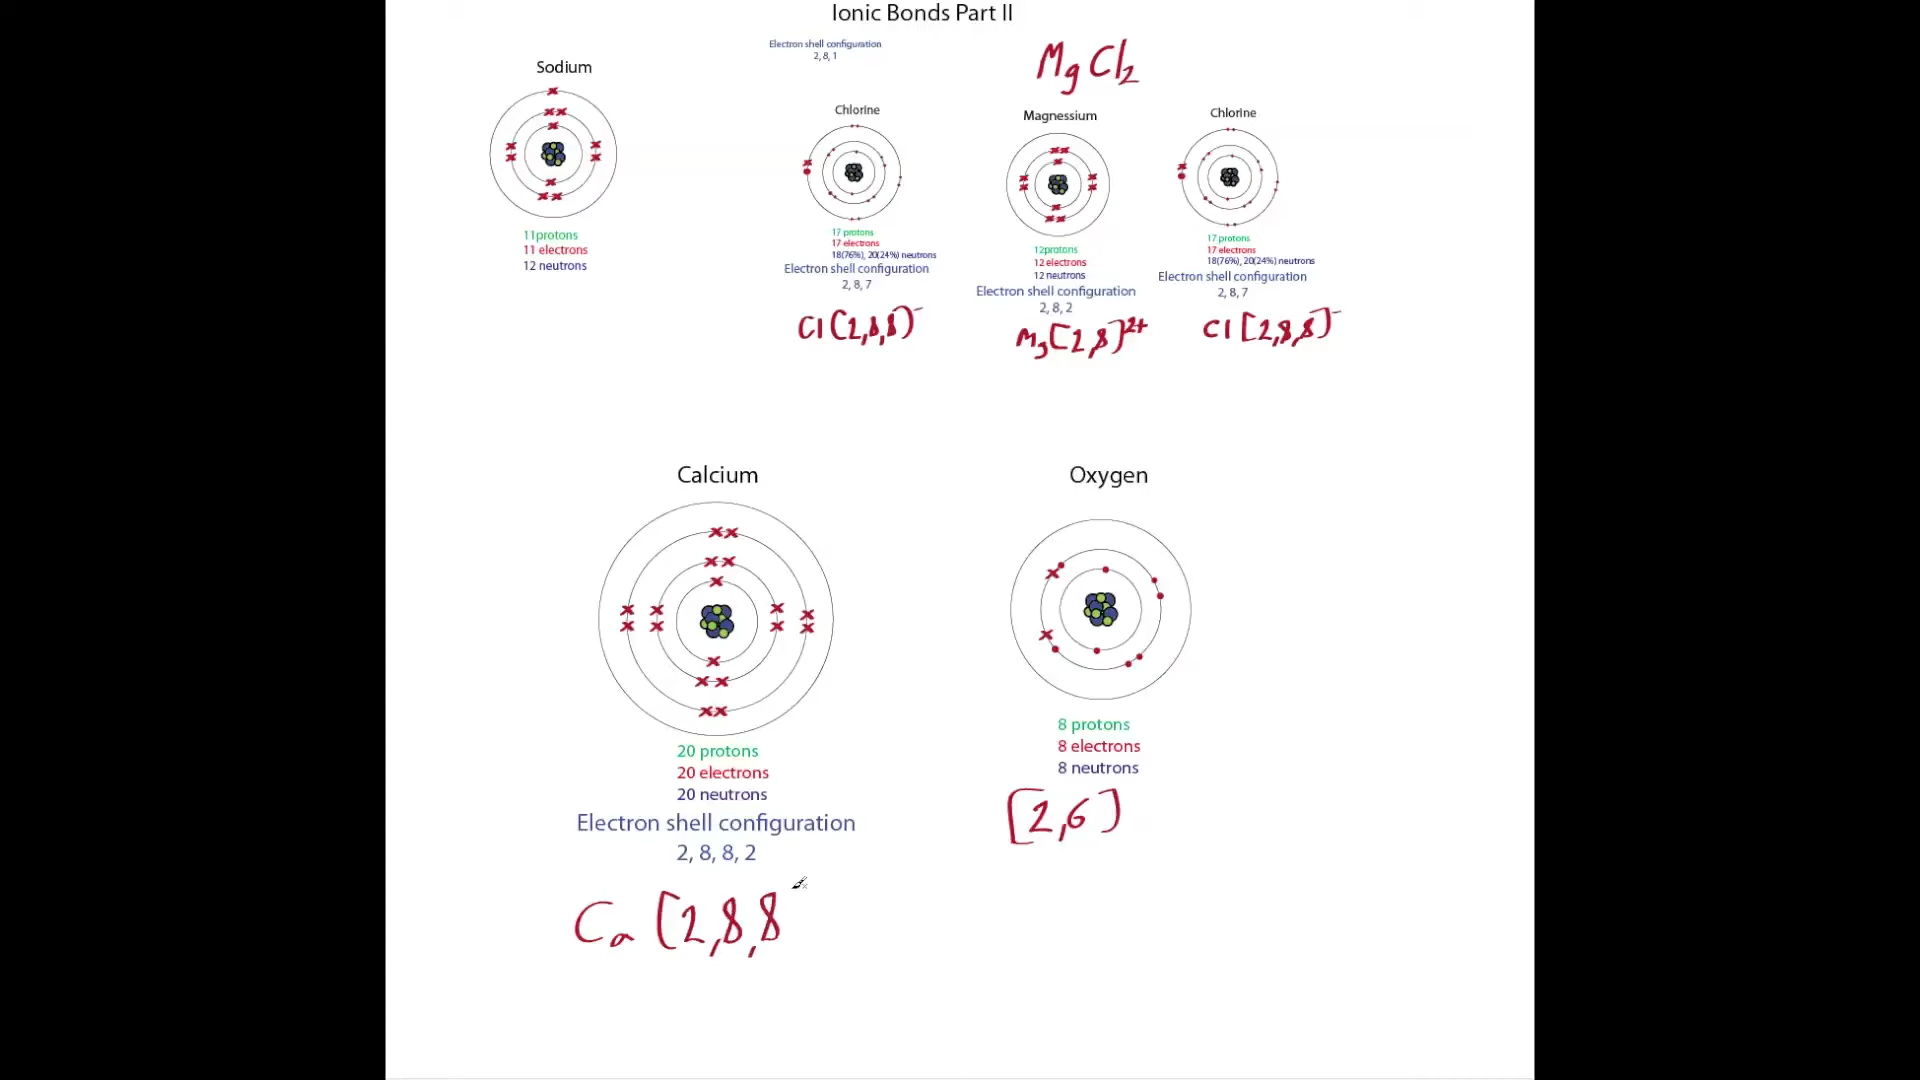 Ionic Bonds Part II
Electron shell configuration
2, 8, 1
MgCl2
Sodium
11protons
11 electrons
12 neutrons
Chlorine
17 protons
17 electrons
18(76%), 20(24%) neutrons
Electron shell configuration
2, 8, 7
Cl [2,8,8]-
Magnessium
12protons
12 electrons
12 neutrons
Electron shell configuration
2, 8, 2
Mg [2,8]2+
Chlorine
17 protons
17 electrons
18(76%), 20(24%) neutrons
Electron shell configuration
2, 8, 7
Cl [2,8,8]-
Calcium
20 protons
20 electrons
20 neutrons
Electron shell configuration
2, 8, 8, 2
Ca [2,8,8
Oxygen
8 protons
8 electrons
8 neutrons
[2,6]